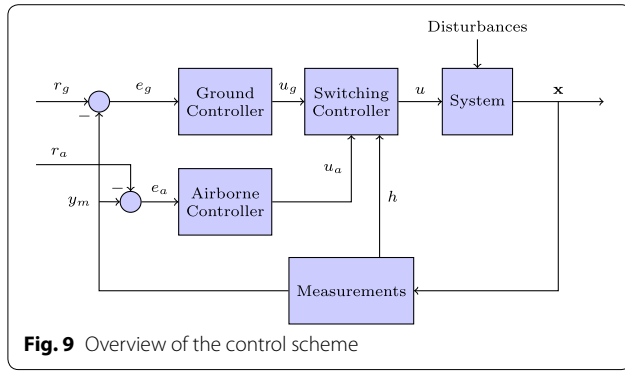 Disturbances
r_g
−
e_g
Ground
Controller
u_g
Switching
Controller
u
System
x
r_a
−
y_m
e_a
Airborne
Controller
u_a
h
Measurements
Fig. 9 Overview of the control scheme